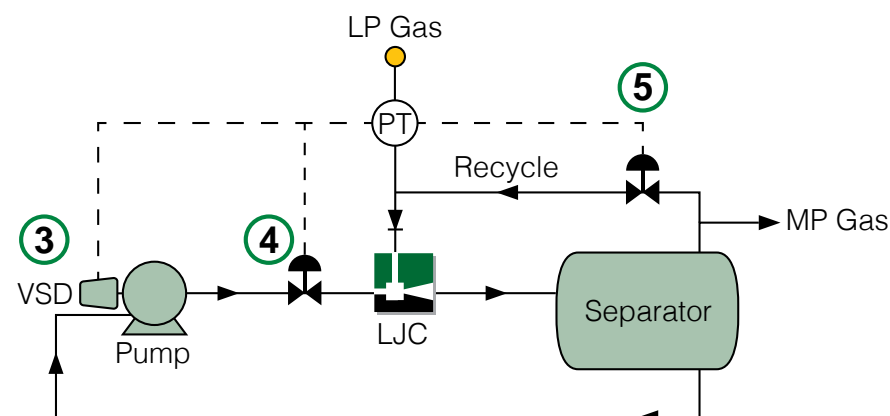 LP Gas
5
PT
Recycle
MP Gas
3
4
VSD
Separator
LJC
Pump